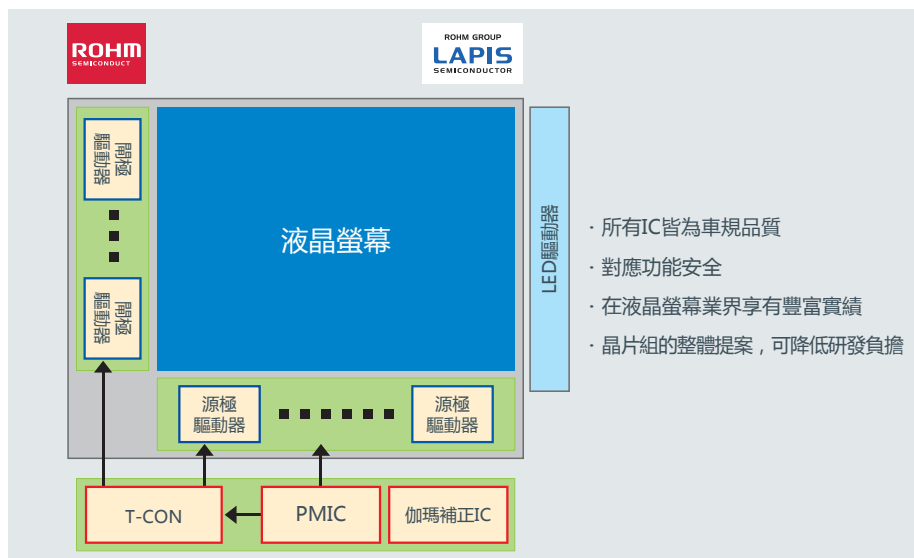 ROHM
SEMICONDUCT
ROHM GROUP
LAPIS
SEMICONDUCTOR
閘極
驅動器
閘極
驅動器
液晶螢幕
LED驅動器
·所有IC皆為車規品質
·對應功能安全
·在液晶螢幕業界享有豐富實績
·晶片組的整體提案，可降低研發負擔
源極
驅動器
源極
驅動器
T-CON
PMIC
伽瑪補正IC